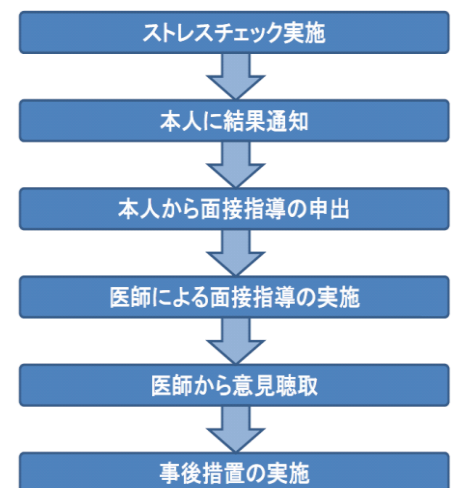 ストレスチェック実施
本人に結果通知
本人から面接指導の申出
医師による面接指導の実施
医師から意見聴取
事後措置の実施